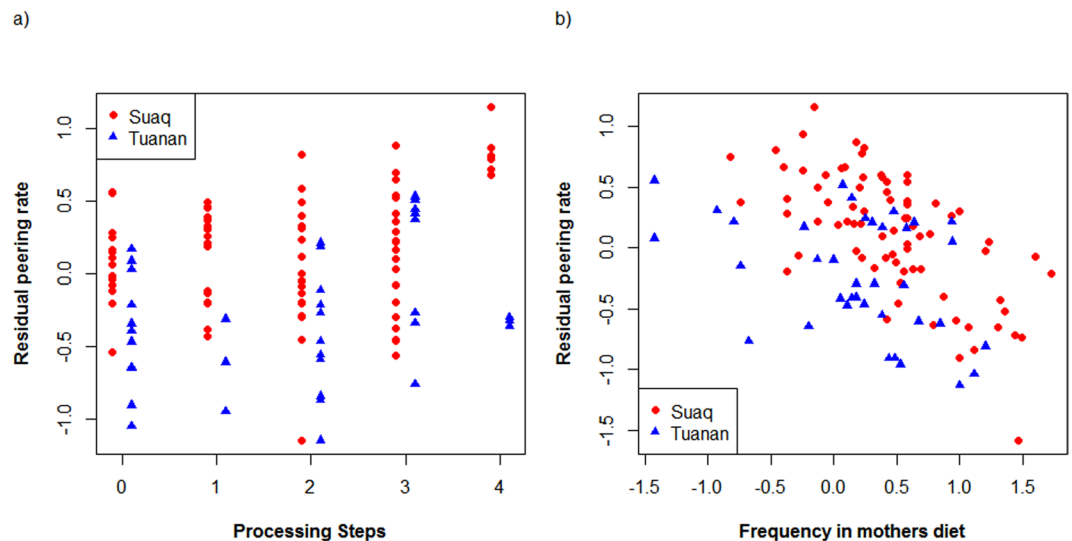 a)
Suaq
Tuanan
Residual peering rate
1.0
0.5
0.0
-0.5
-1.0
0 1 2 3 4
Processing Steps
b)
Residual peering rate
1.0
0.5
0.0
-0.5
-1.0
-1.5
Suaq
Tuanan
-1.5 -1.0 -0.5 0.0 0.5 1.0 1.5
Frequency in mothers diet